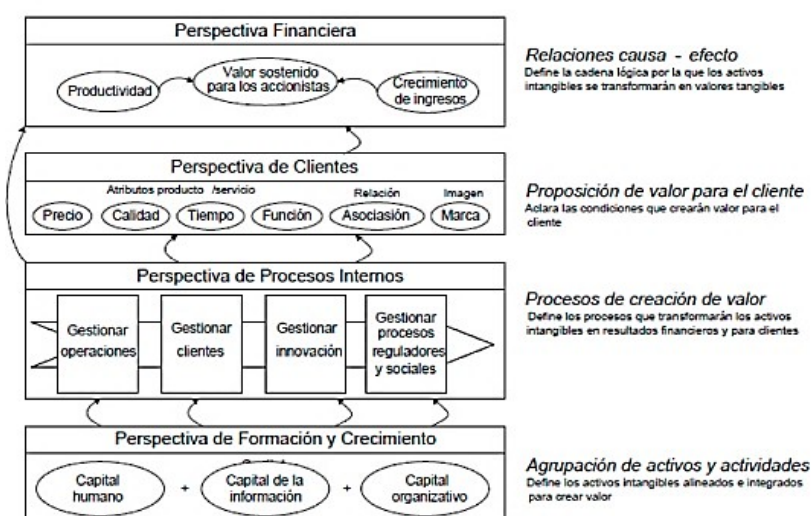 Perspectiva Financiera
Productividad
Valor sostenido
para los accionistas
Crecimiento
de ingresos
Relaciones causa - efecto
Define la cadena lógica por la que los activos
intangibles se transformarán en valores tangibles
Perspectiva de Clientes
Atributos producto /servicio
Relación
Imagen
Precio
Calidad
Tiempo
Función
Asociasión
Marca
Proposición de valor para el cliente
Aclara las condiciones que crearán valor para el
cliente
Perspectiva de Procesos Internos
Gestionar
operaciones
Gestionar
clientes
Gestionar
innovación
Gestionar
procesos
reguladores
y sociales
Procesos de creación de valor
Define los procesos que transformarán los activos
intangibles en resultados financieros y para clientes
Perspectiva de Formación y Crecimiento
Capital
humano
+
Capital de la
información
+
Capital
organizativo
Agrupación de activos y actividades
Define los activos intangibles alineados e integrados
para crear valor